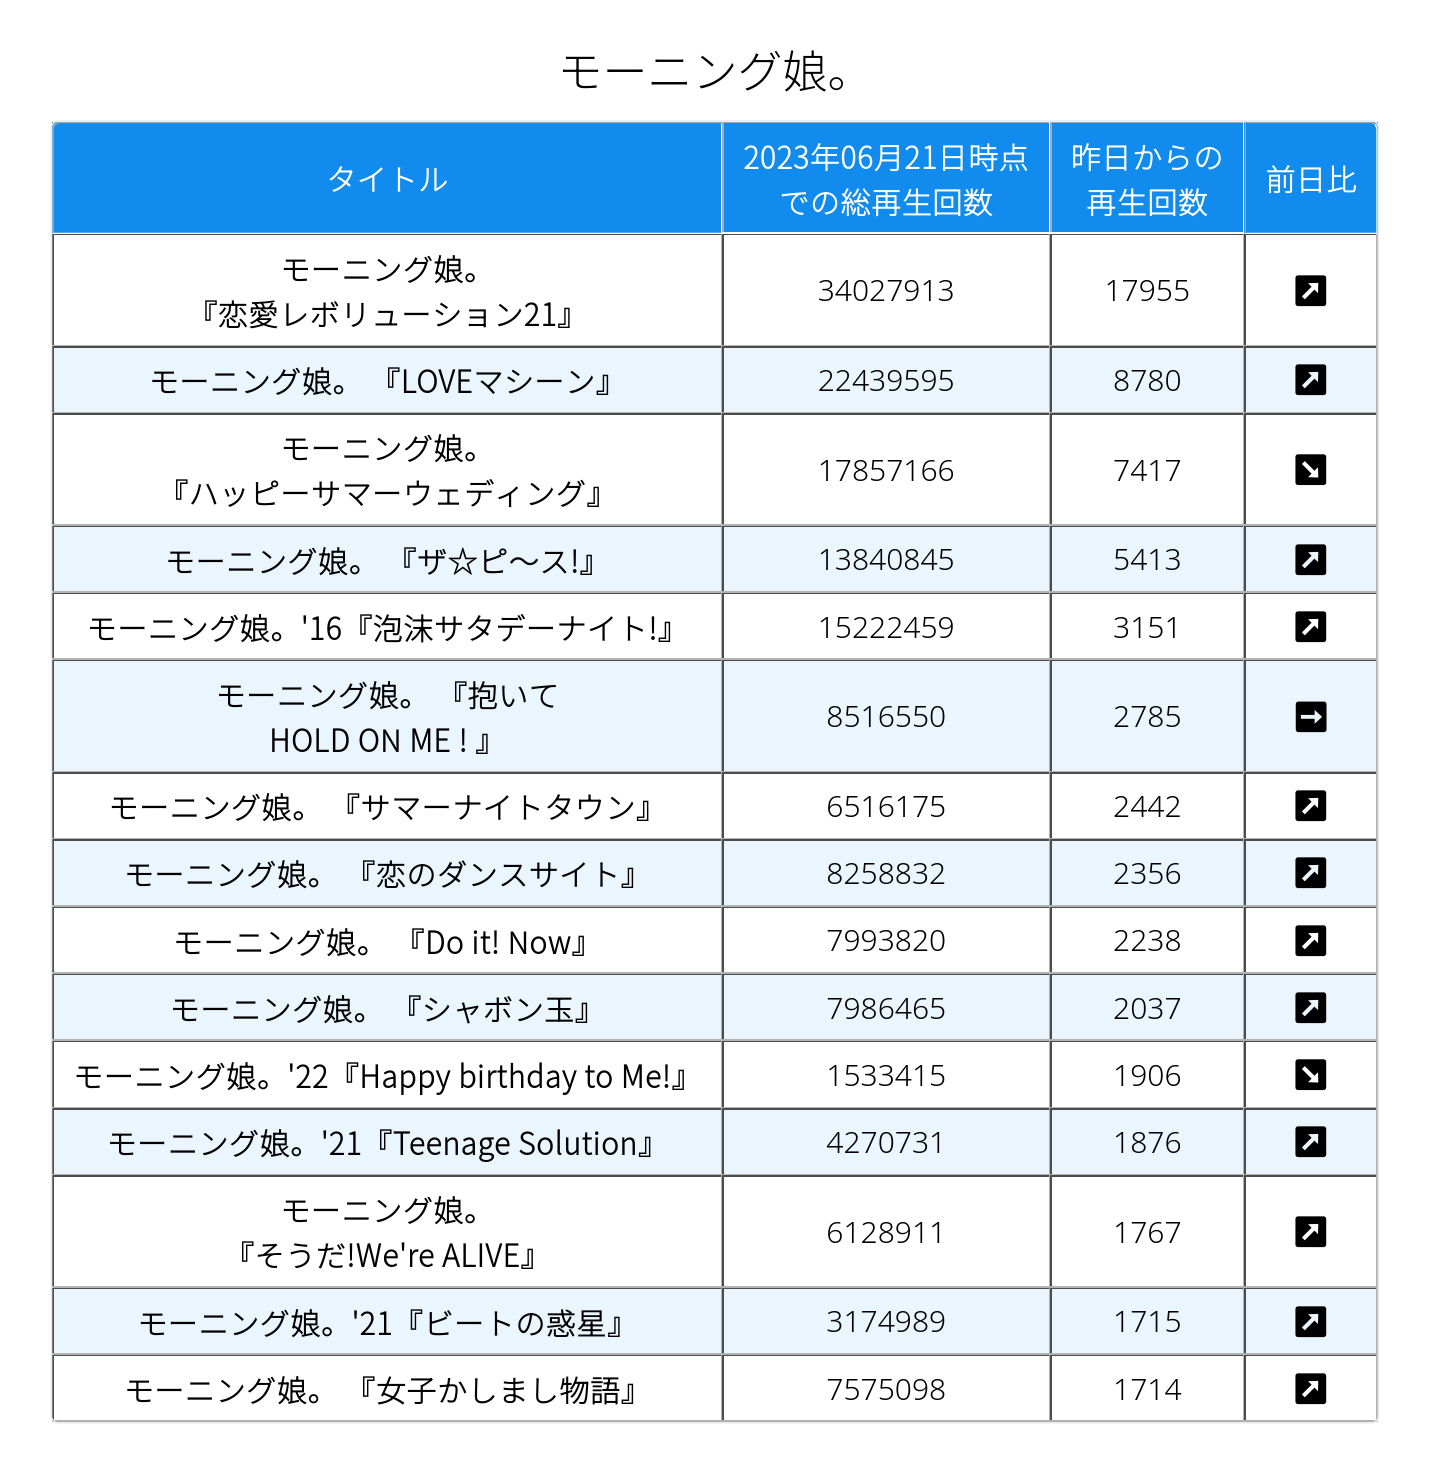 モーニング娘。
タイトル
2023年06月21日時点
での総再生回数
昨日からの
再生回数
前日比
モーニング娘。
『恋愛レボリューション21』
34027913
17955
モーニング娘。 『LOVEマシーン』
22439595
8780
モーニング娘。
『ハッピーサマーウェディング』
17857166
7417
モーニング娘。 『ザ☆ピ〜ス!』
13840845
5413
モーニング娘。'16『泡沫サタデーナイト!』
15222459
3151
モーニング娘。 『抱いて
HOLD ON ME ! 』
8516550
2785
モーニング娘。 『サマーナイトタウン』
6516175
2442
モーニング娘。 『恋のダンスサイト』
8258832
2356
モーニング娘。 『Do it! Now』
7993820
2238
モーニング娘。 『シャボン玉』
7986465
2037
モーニング娘。'22『Happy birthday to Me!』
1533415
1906
モーニング娘。'21『Teenage Solution』
4270731
1876
モーニング娘。
『そうだ!We're ALIVE』
6128911
1767
モーニング娘。'21『ビートの惑星』
3174989
1715
モーニング娘。 『女子かしまし物語』
7575098
1714